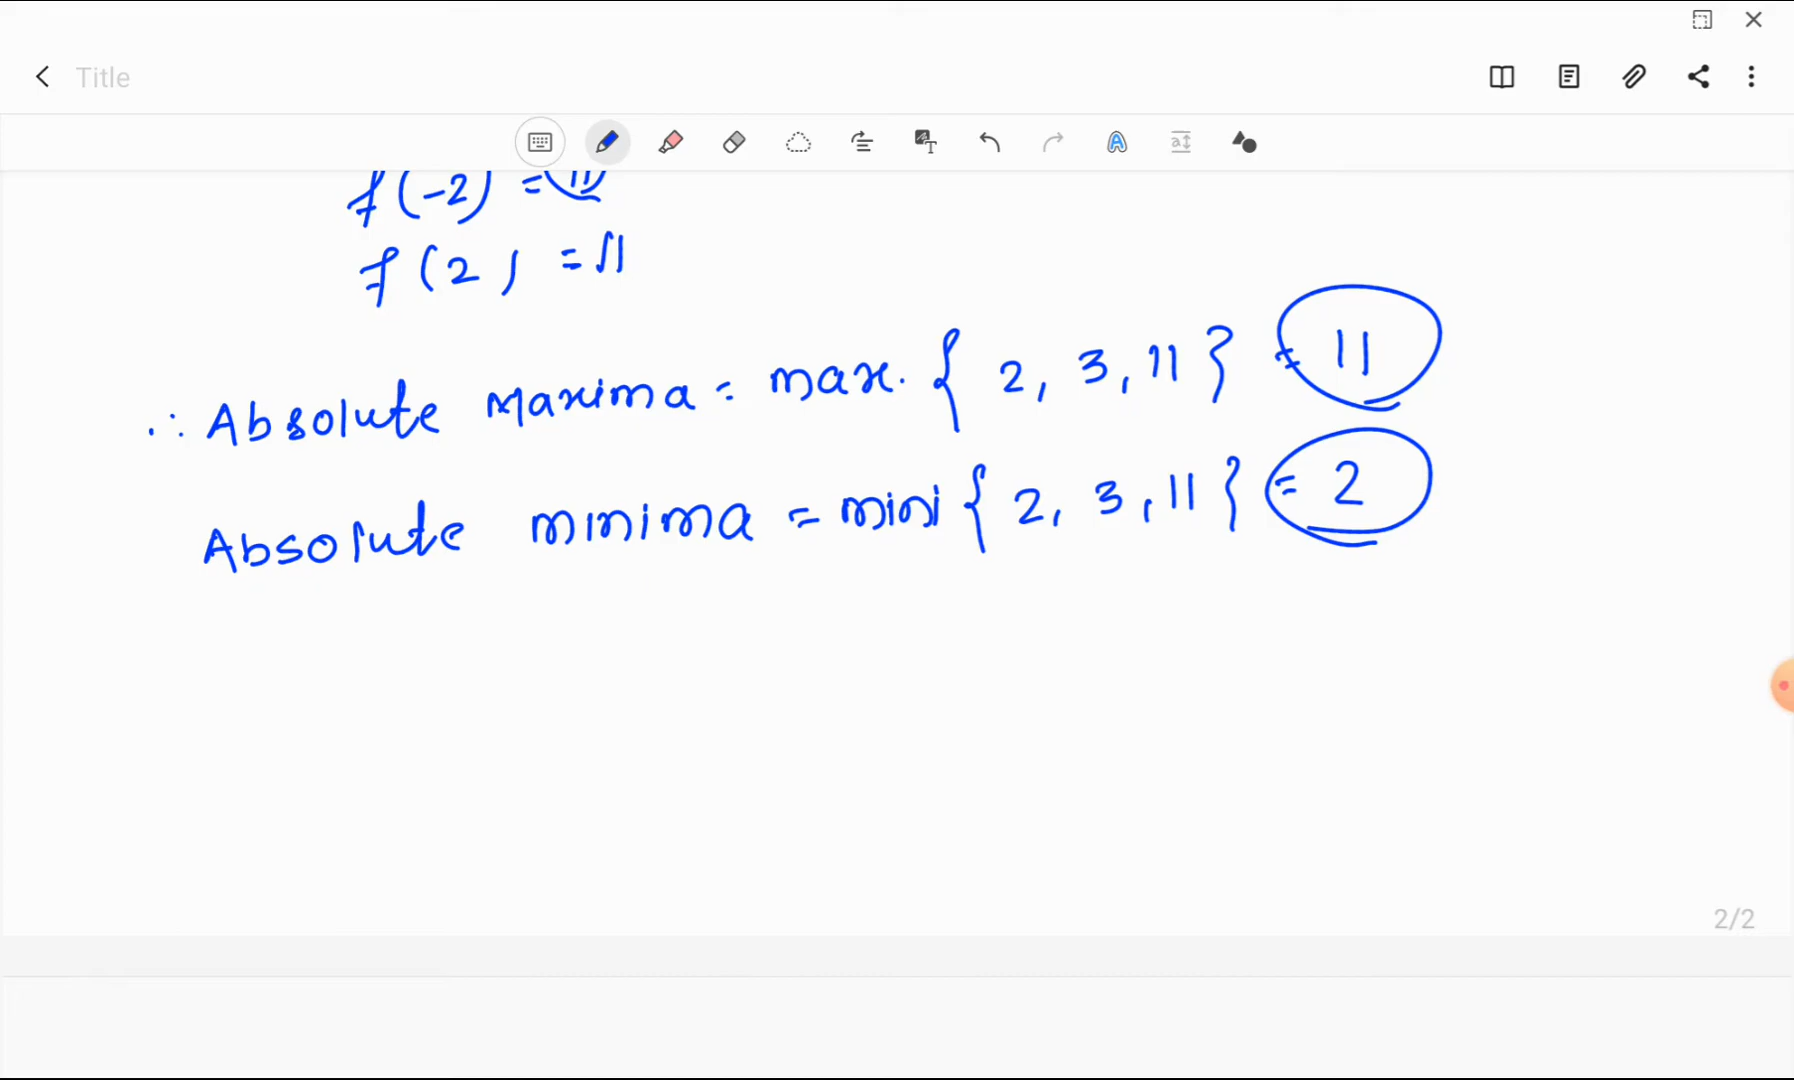 Title
f(-2) = 11
f(2) = 11
∴ Absolute Maxima = max. { 2, 3, 11 } = 11
Absolute minima = mini { 2, 3, 11 } = 2
2/2